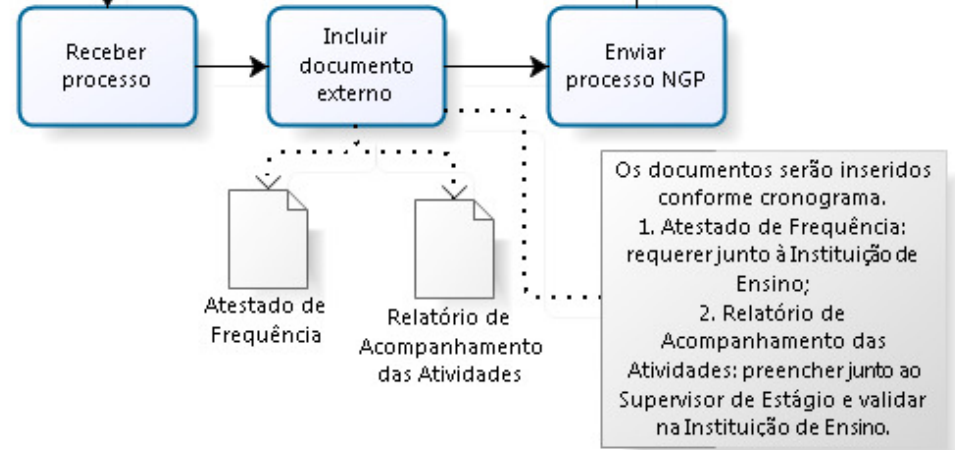 Receber
processo
Incluir
documento
externo
Enviar
processo NGP
Atestado de
Frequência
Relatório de
Acompanhamento
das Atividades
Os documentos serão inseridos
conforme cronograma.
1. Atestado de Frequência:
requerer junto à Instituição de
Ensino;
2. Relatório de
Acompanhamento das
Atividades: preencher junto ao
Supervisor de Estágio e validar
na Instituição de Ensino.